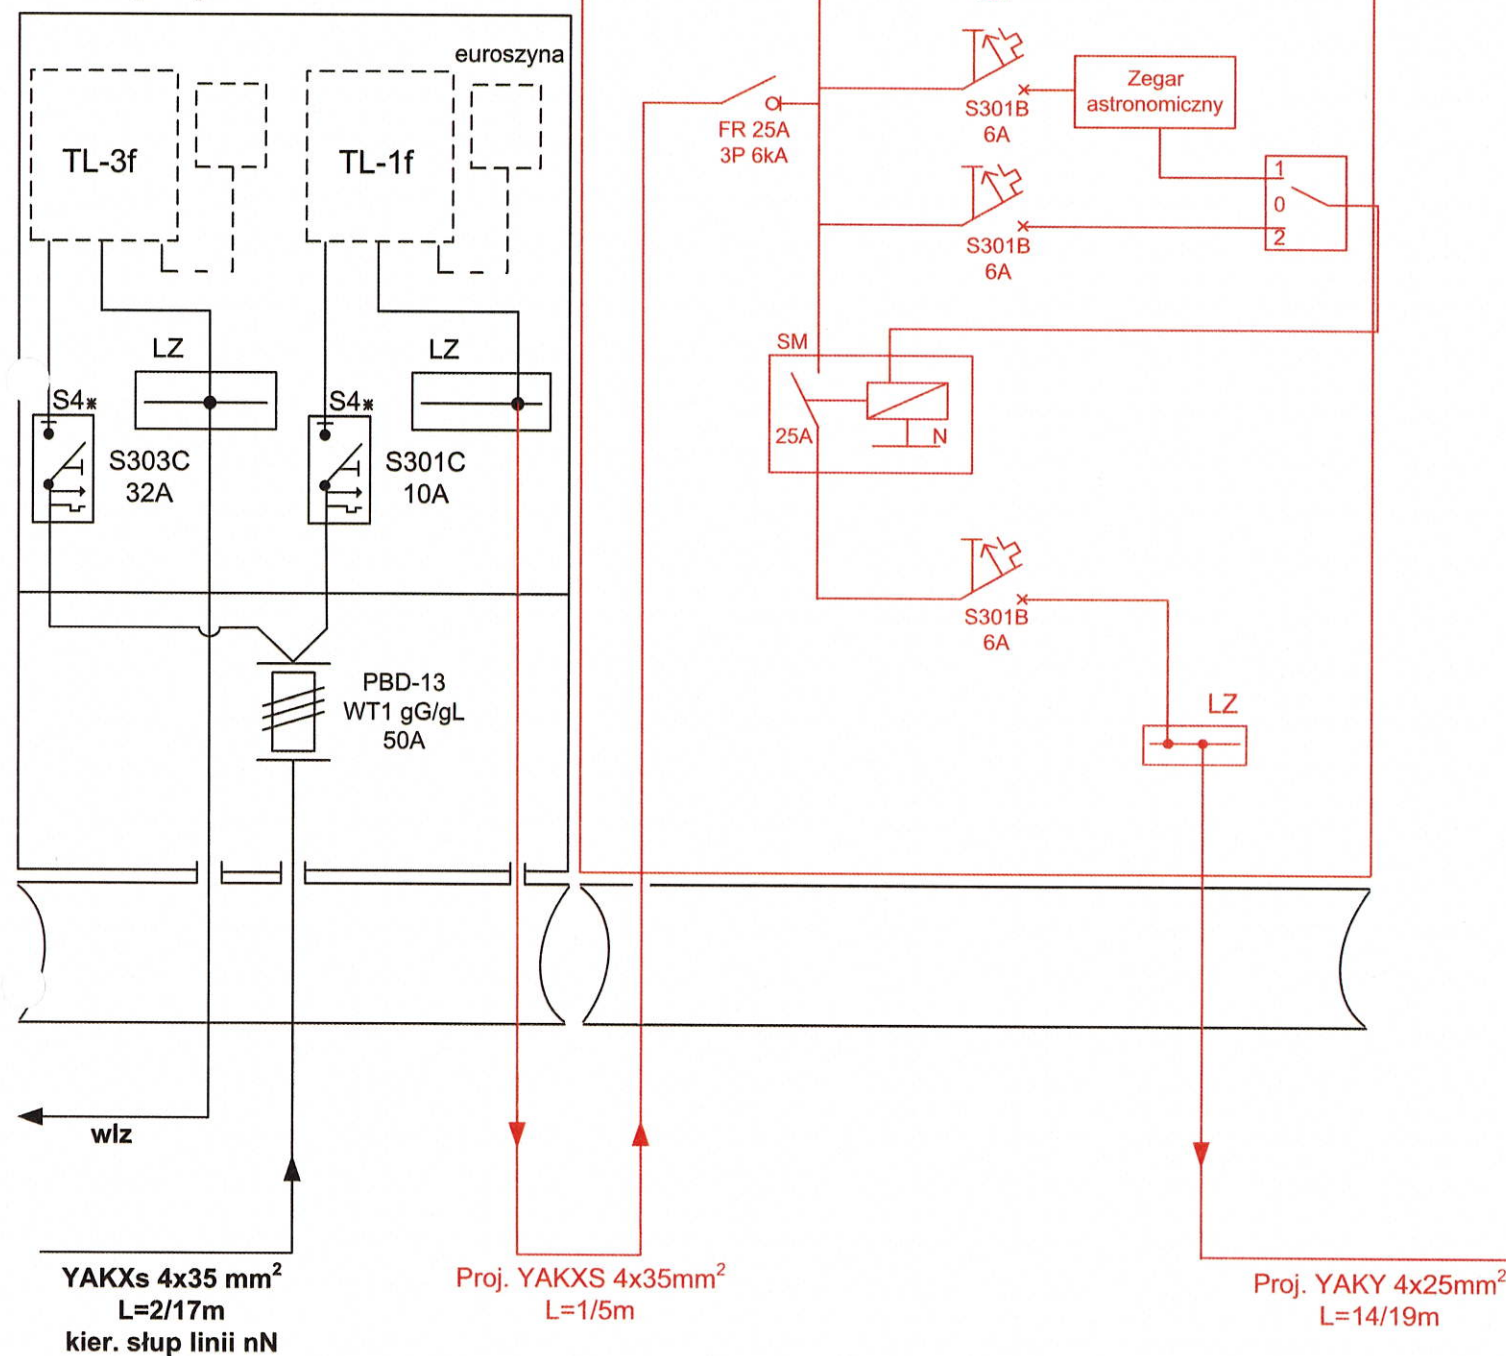 euroszyna
TL-3f
TL-1f
LZ
LZ
S4*
S4*
S303C
32A
S301C
10A
PBD-13
WT1 gG/gL
50A
wlz
YAKXs 4x35 mm²
L=2/17m
kier. słup linii nN
FR 25A
3P 6kA
S301B
6A
Zegar
astronomiczny
S301B
6A
1
0
2
SM
25A
N
S301B
6A
LZ
Proj. YAKXS 4x35mm²
L=1/5m
Proj. YAKY 4x25mm²
L=14/19m